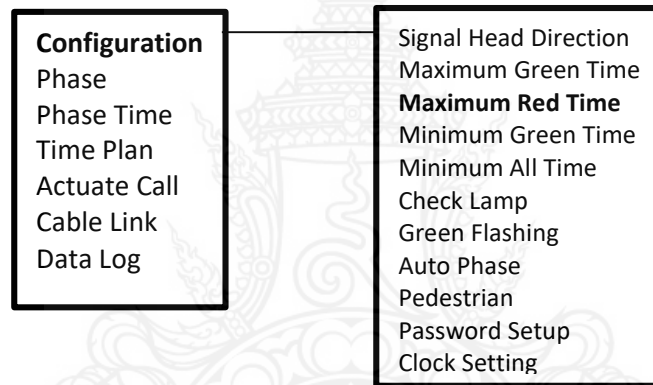 Configuration
Phase
Phase Time
Time Plan
Actuate Call
Cable Link
Data Log
Signal Head Direction
Maximum Green Time
Maximum Red Time
Minimum Green Time
Minimum All Time
Check Lamp
Green Flashing
Auto Phase
Pedestrian
Password Setup
Clock Setting